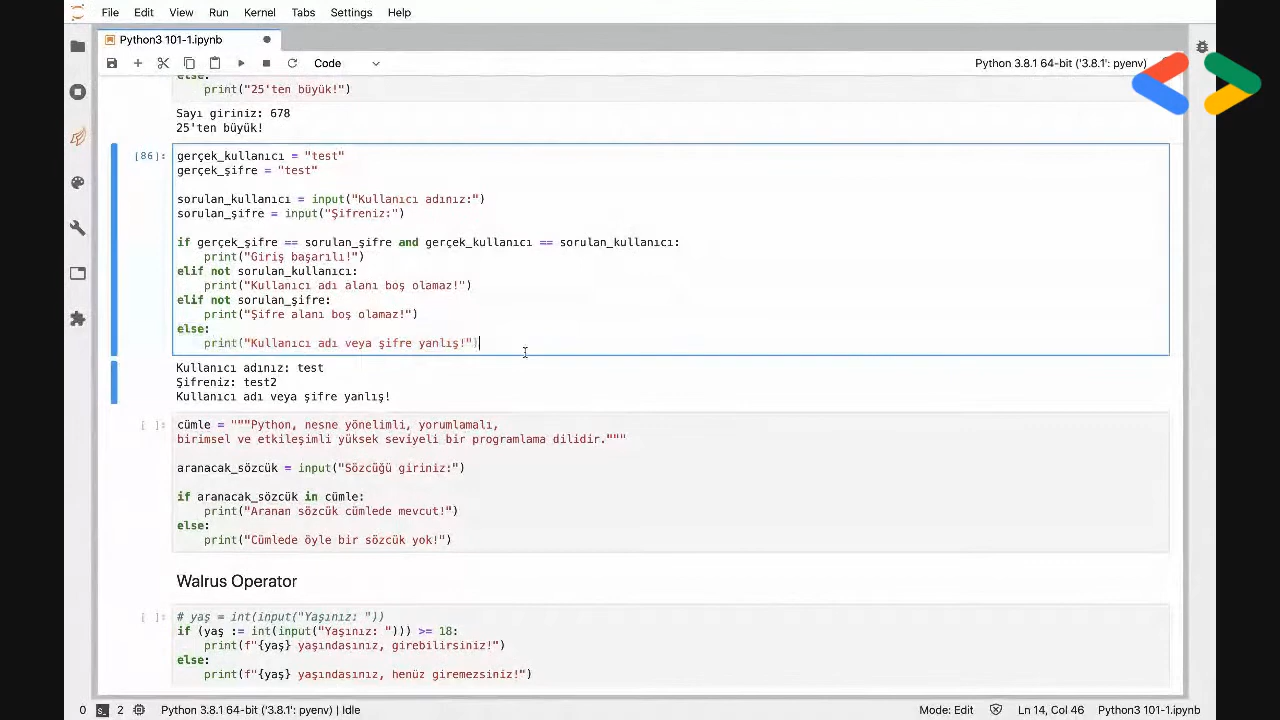 File Edit View Run Kernel Tabs Settings Help
Python3 101-1.ipynb
Code
Python 3.8.1 64-bit ('3.8.1': pyenv)
else:
print("25'ten büyük!")
Sayı giriniz: 678
25'ten büyük!
[86]:
gerçek_kullanıcı = "test"
gerçek_şifre = "test"
sorulan_kullanıcı = input("Kullanıcı adınız:")
sorulan_şifre = input("Şifreniz:")
if gerçek_şifre == sorulan_şifre and gerçek_kullanıcı == sorulan_kullanıcı:
print("Giriş başarılı!")
elif not sorulan_kullanıcı:
print("Kullanıcı adı alanı boş olamaz!")
elif not sorulan_şifre:
print("Şifre alanı boş olamaz!")
else:
print("Kullanıcı adı veya şifre yanlış!")
Kullanıcı adınız: test
Şifreniz: test2
Kullanıcı adı veya şifre yanlış!
[ ]:
cümle = """Python, nesne yönelimli, yorumlamalı,
birimsel ve etkileşimli yüksek seviyeli bir programlama dilidir."""
aranacak_sözcük = input("Sözcüğü giriniz:")
if aranacak_sözcük in cümle:
print("Aranan sözcük cümlede mevcut!")
else:
print("Cümlede öyle bir sözcük yok!")
Walrus Operator
[ ]:
# yaş = int(input("Yaşınız: "))
if (yaş := int(input("Yaşınız: "))) >= 18:
print(f"{yaş} yaşındasınız, girebilirsiniz!")
else:
print(f"{yaş} yaşındasınız, henüz giremezsiniz!")
0 2 Python 3.8.1 64-bit ('3.8.1': pyenv) | Idle Mode: Edit Ln 14, Col 46 Python3 101-1.ipynb